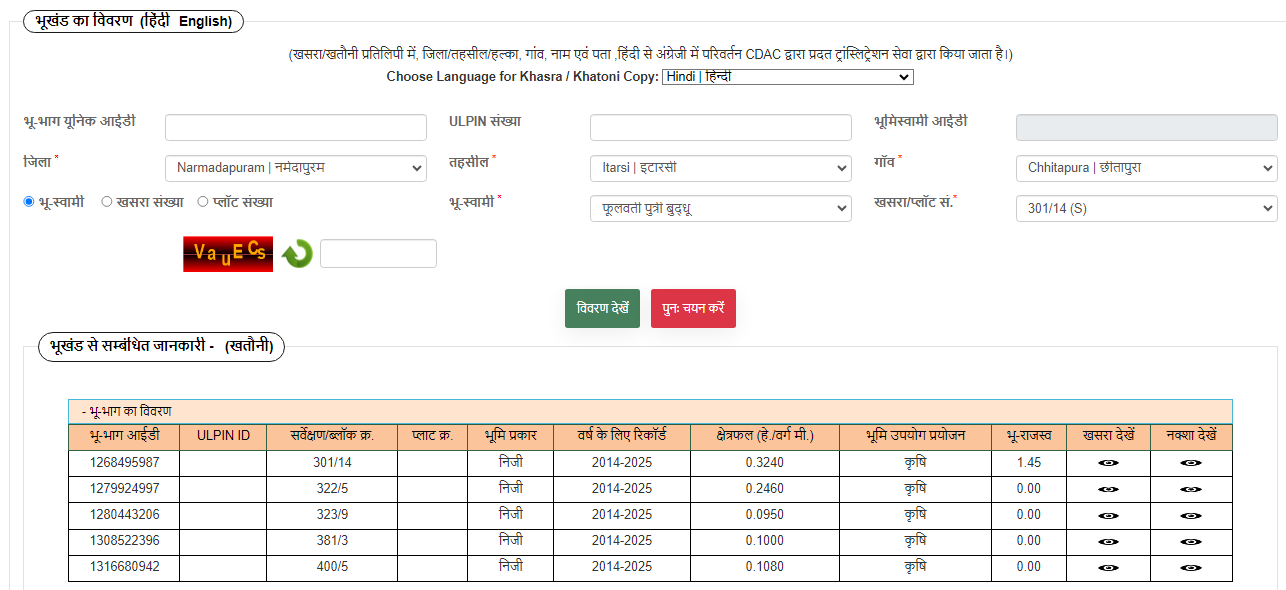 भूखंड का विवरण (हिंदी English)
(खसरा/खतौनी प्रतिलिपी में, जिला/तहसील/हल्का, गांव, नाम एवं पता ,हिंदी से अंग्रेजी में परिवर्तन CDAC द्वारा प्रदत ट्रांस्लिट्रेशन सेवा द्वारा किया जाता है।)
Choose Language for Khasra / Khatoni Copy: Hindi | हिन्दी
भू-भाग यूनिक आईडी ULPIN संख्या भूमिस्वामी आईडी
जिला * Narmadapuram | नर्मदापुरम तहसील * Itarsi | इटारसी गाँव * Chhitapura | छीतापुरा
भू-स्वामी खसरा संख्या प्लॉट संख्या भू-स्वामी * फूलवती पुत्री बुद्धू खसरा/प्लॉट सं.* 301/14 (S)
VauECs
विवरण देखें पुनः चयन करें
भूखंड से सम्बंधित जानकारी - (खतौनी)
- भू-भाग का विवरण
भू-भाग आईडी ULPIN ID सर्वेक्षण/ब्लॉक क्र. प्लाट क्र. भूमि प्रकार वर्ष के लिए रिकॉर्ड क्षेत्रफल (हे./वर्ग मी.) भूमि उपयोग प्रयोजन भू-राजस्व खसरा देखें नक्शा देखें
1268495987 301/14 निजी 2014-2025 0.3240 कृषि 1.45
1279924997 322/5 निजी 2014-2025 0.2460 कृषि 0.00
1280443206 323/9 निजी 2014-2025 0.0950 कृषि 0.00
1308522396 381/3 निजी 2014-2025 0.1000 कृषि 0.00
1316680942 400/5 निजी 2014-2025 0.1080 कृषि 0.00